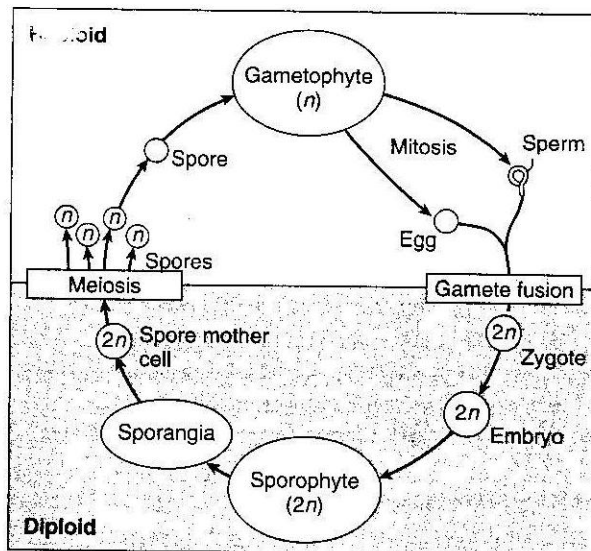 Gametophyte
(n)
Mitosis
Sperm
Spore
Egg
n
n
n
n
Spores
Meiosis
Gamete fusion
2n
Spore mother
cell
2n
Zygote
2n
Embryo
Sporangia
Sporophyte
(2n)
Diploid